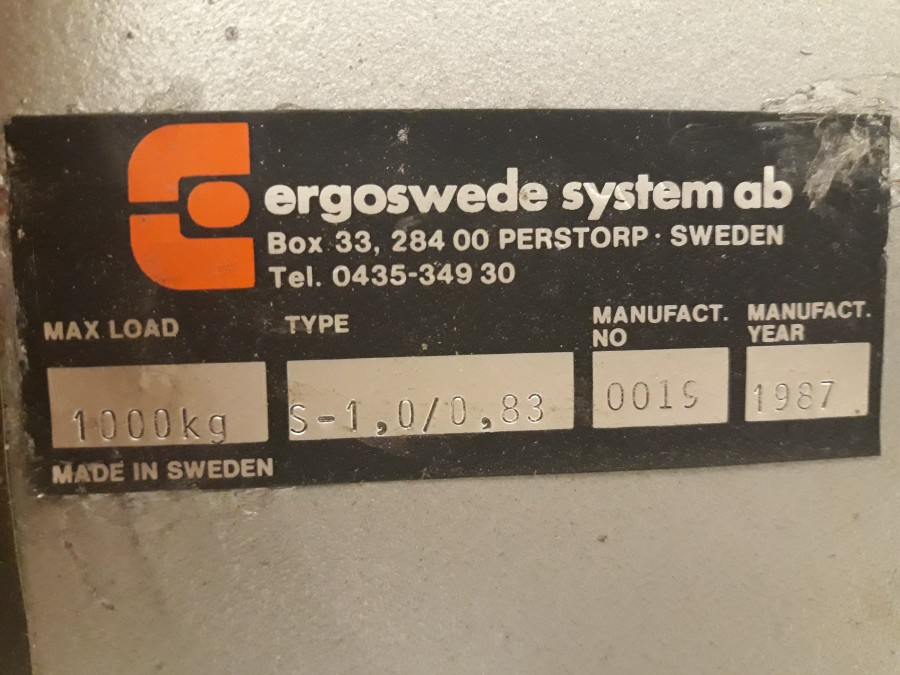 ergoswede system ab
Box 33, 284 00 PERSTORP · SWEDEN
Tel. 0435-349 30
MAX LOAD
1000kg
TYPE
S-1,0/0,83
MANUFACT.
NO
0019
MANUFACT.
YEAR
1987
MADE IN SWEDEN